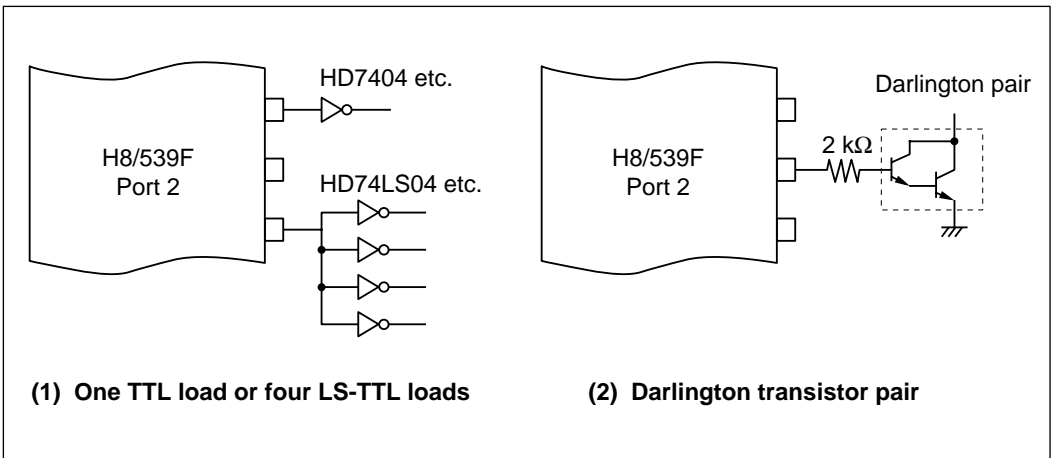 HD7404 etc.
H8/539F
Port 2
HD74LS04 etc.
(1) One TTL load or four LS-TTL loads
Darlington pair
2 kΩ
H8/539F
Port 2
(2) Darlington transistor pair